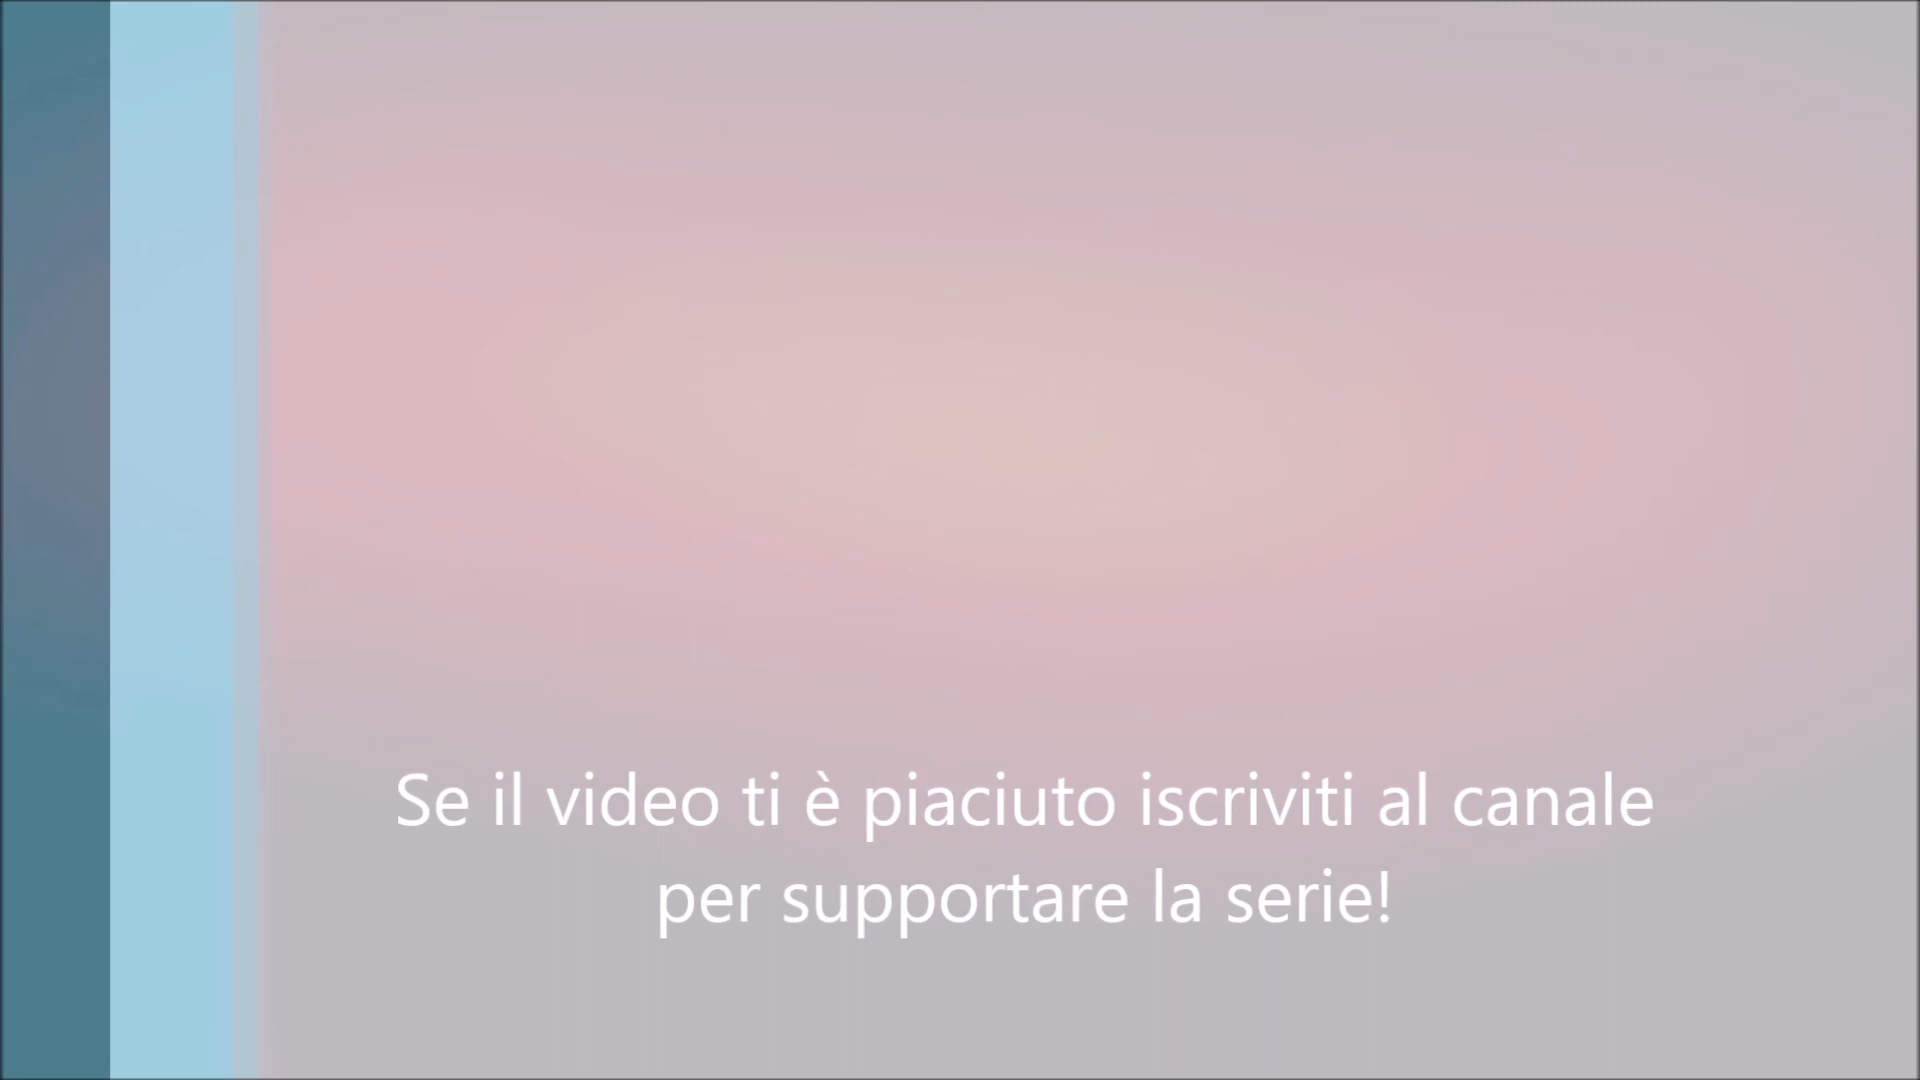 Se il video ti è piaciuto iscriviti al canale
per supportare la serie!